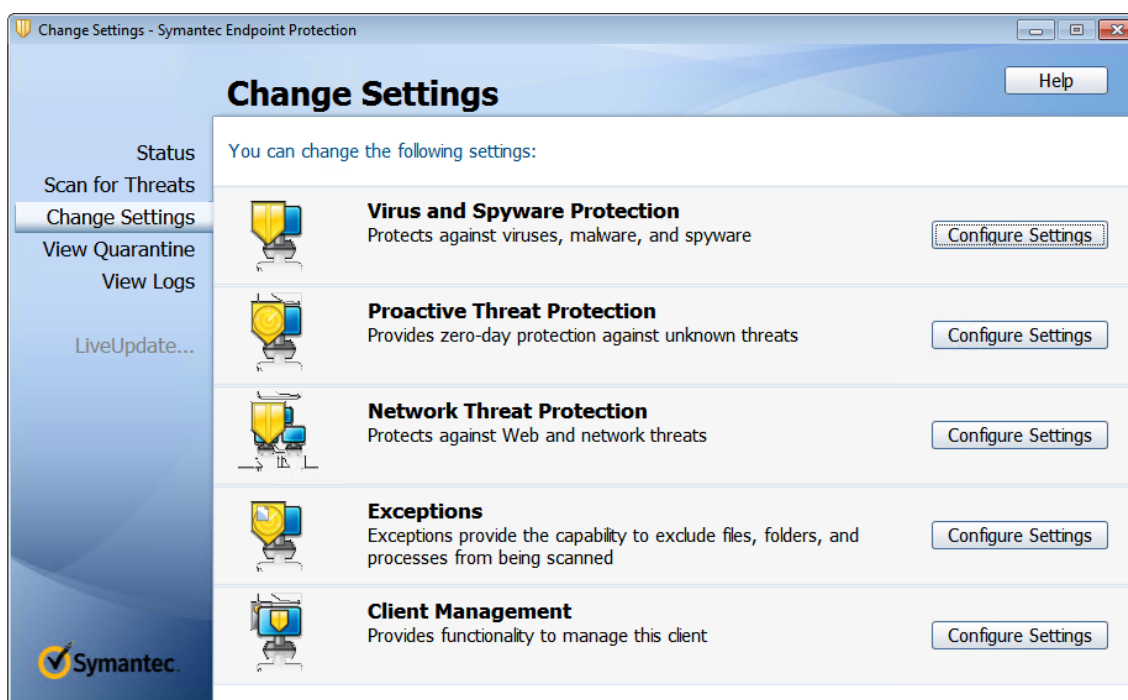 Change Settings - Symantec Endpoint Protection
Change Settings
Help
Status
Scan for Threats
Change Settings
View Quarantine
View Logs
LiveUpdate...
You can change the following settings:
Virus and Spyware Protection
Protects against viruses, malware, and spyware
Configure Settings
Proactive Threat Protection
Provides zero-day protection against unknown threats
Configure Settings
Network Threat Protection
Protects against Web and network threats
Configure Settings
Exceptions
Exceptions provide the capability to exclude files, folders, and
processes from being scanned
Configure Settings
Client Management
Provides functionality to manage this client
Configure Settings
Symantec.